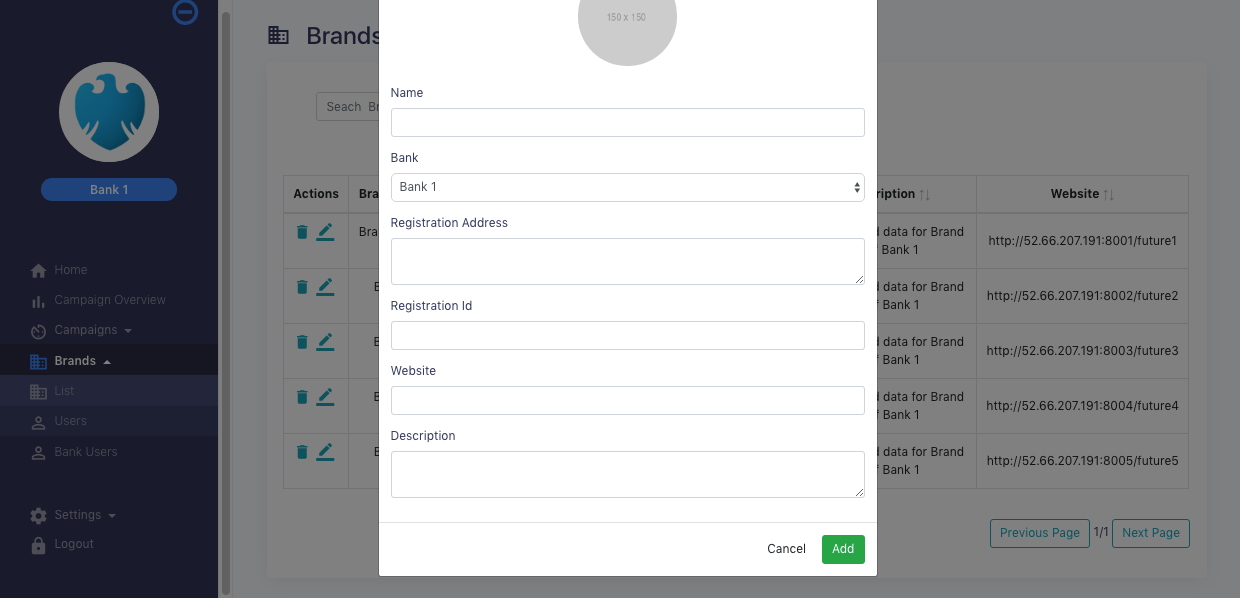 Bank 1
Home
Campaign Overview
Campaigns
Brands
List
Users
Bank Users
Settings
Logout
Brands
Seach Br
Actions Bra ription Website
Bra d data for Brand
Bank 1
http://52.66.207.191:8001/future1
B d data for Brand
Bank 1
http://52.66.207.191:8002/future2
B d data for Brand
Bank 1
http://52.66.207.191:8003/future3
B d data for Brand
Bank 1
http://52.66.207.191:8004/future4
B d data for Brand
Bank 1
http://52.66.207.191:8005/future5
Previous Page 1/1 Next Page
150 x 150
Name
Bank
Bank 1
Registration Address
Registration Id
Website
Description
Cancel Add